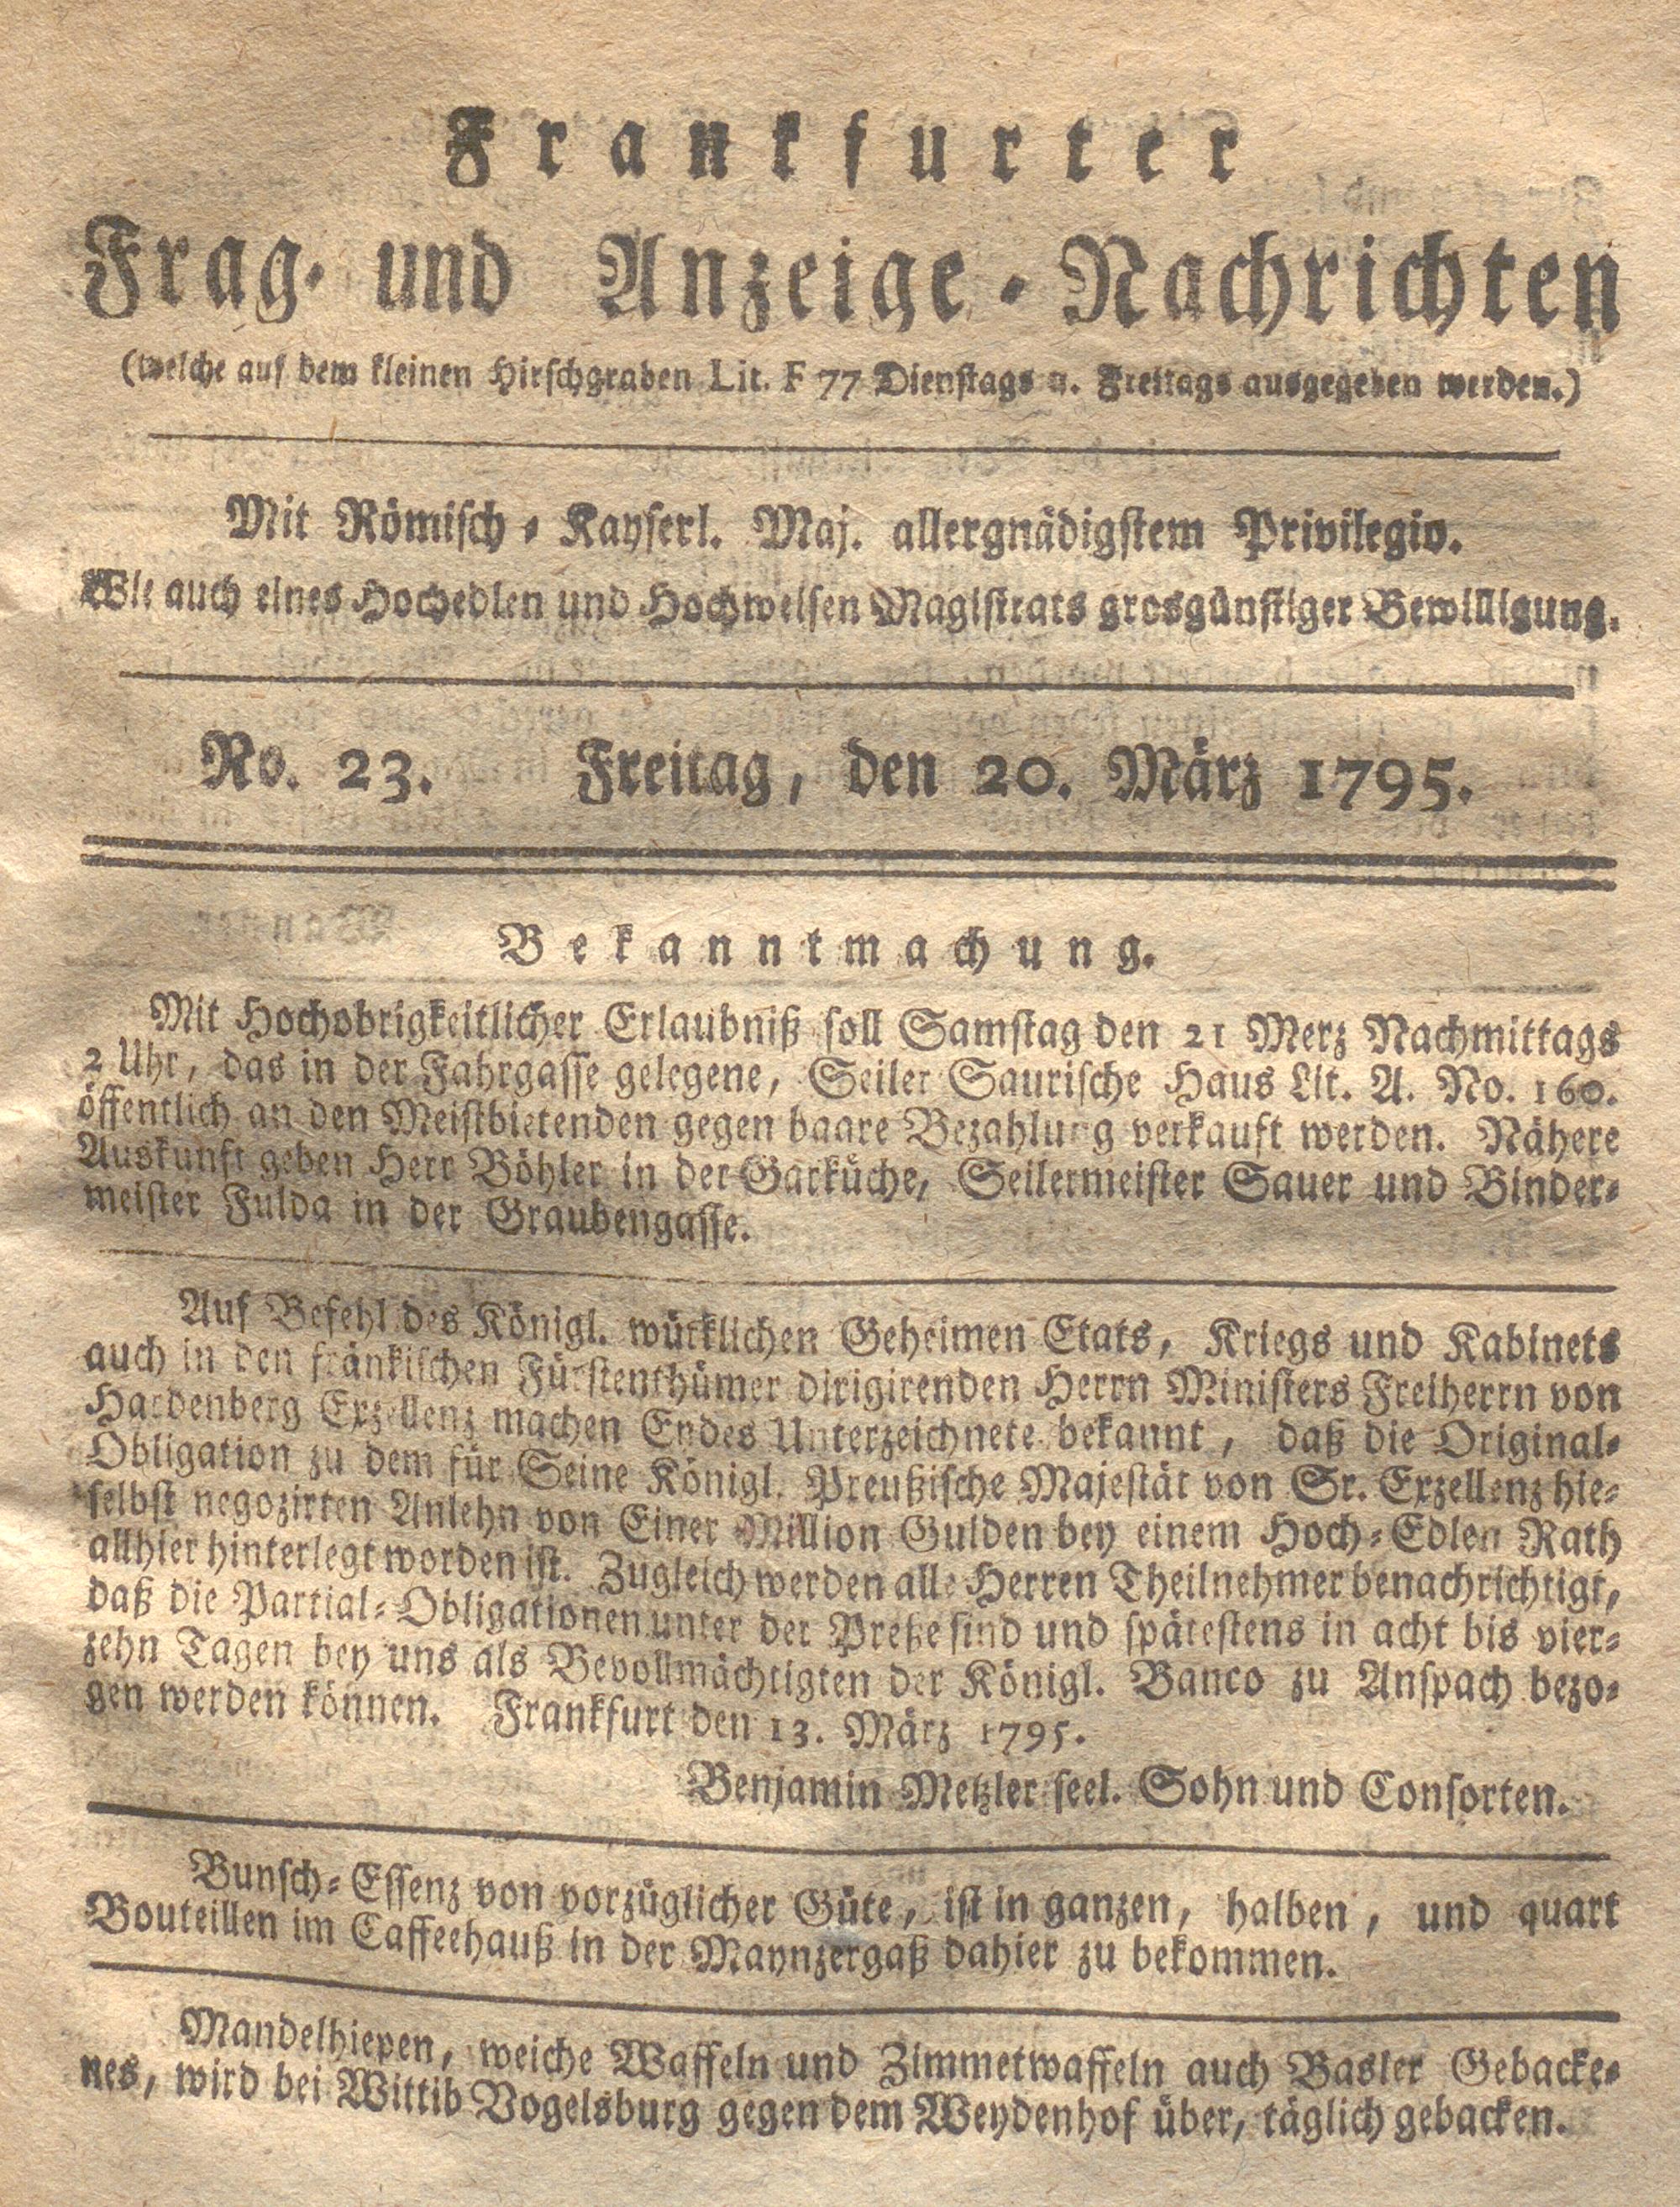 Frankfurter
Frag- und Anzeige-Nachrichten
(welche auf dem kleinen Hirschgraben Lit. F 77 Dienstags u. Freitags ausgegeben werden.)
Mit Römisch-Kayserl. Maj. allergnädigstem Privilegio.
Wie auch eines Hochedlen und Hochweisen Magistrats grosgünstiger Bewilligung.
No. 23. Freitag, den 20. März 1795.
Bekanntmachung.
Mit Hochobrigkeitlicher Erlaubniß soll Samstag den 21 Merz Nachmittags
2 Uhr, das in der Fahrgasse gelegene, Seiler Saurische Haus Lit. A. No. 160.
öffentlich an den Meistbietenden gegen baare Bezahlung verkauft werden. Nähere
Auskunft geben Herr Böhler in der Garküche, Seilermeister Sauer und Binder-
meister Fulda in der Graubengasse.
Auf Befehl des Königl. würklichen Geheimen Etats, Kriegs und Kabinets
auch in den fränkischen Fürstenthümer dirigirenden Herrn Ministers Freiherrn von
Hardenberg Exzellenz machen Endes Unterzeichnete bekannt, daß die Original-
Obligation zu dem für Seine Königl. Preußische Majestät von Sr. Exzellenz hie-
selbst negozirten Anlehn von Einer Million Gulden bey einem Hoch-Edlen Rath
allhier hinterlegt worden ist. Zugleich werden alle Herren Theilnehmer benachrichtigt,
daß die Partial-Obligationen unter der Preße sind und spätestens in acht bis vier-
zehn Tagen bey uns als Bevollmächtigten der Königl. Banco zu Anspach bezo-
gen werden können. Frankfurt den 13. März 1795.
Benjamin Metzler seel. Sohn und Consorten.
Bunsch-Essenz von vorzüglicher Güte, ist in ganzen, halben, und quart
Bouteillen im Caffeehauß in der Maynzergaß dahier zu bekommen.
Mandelhiepen, weiche Waffeln und Zimmetwaffeln auch Basler Gebacke-
nes, wird bei Wittib Vogelsburg gegen dem Weydenhof über, täglich gebacken.